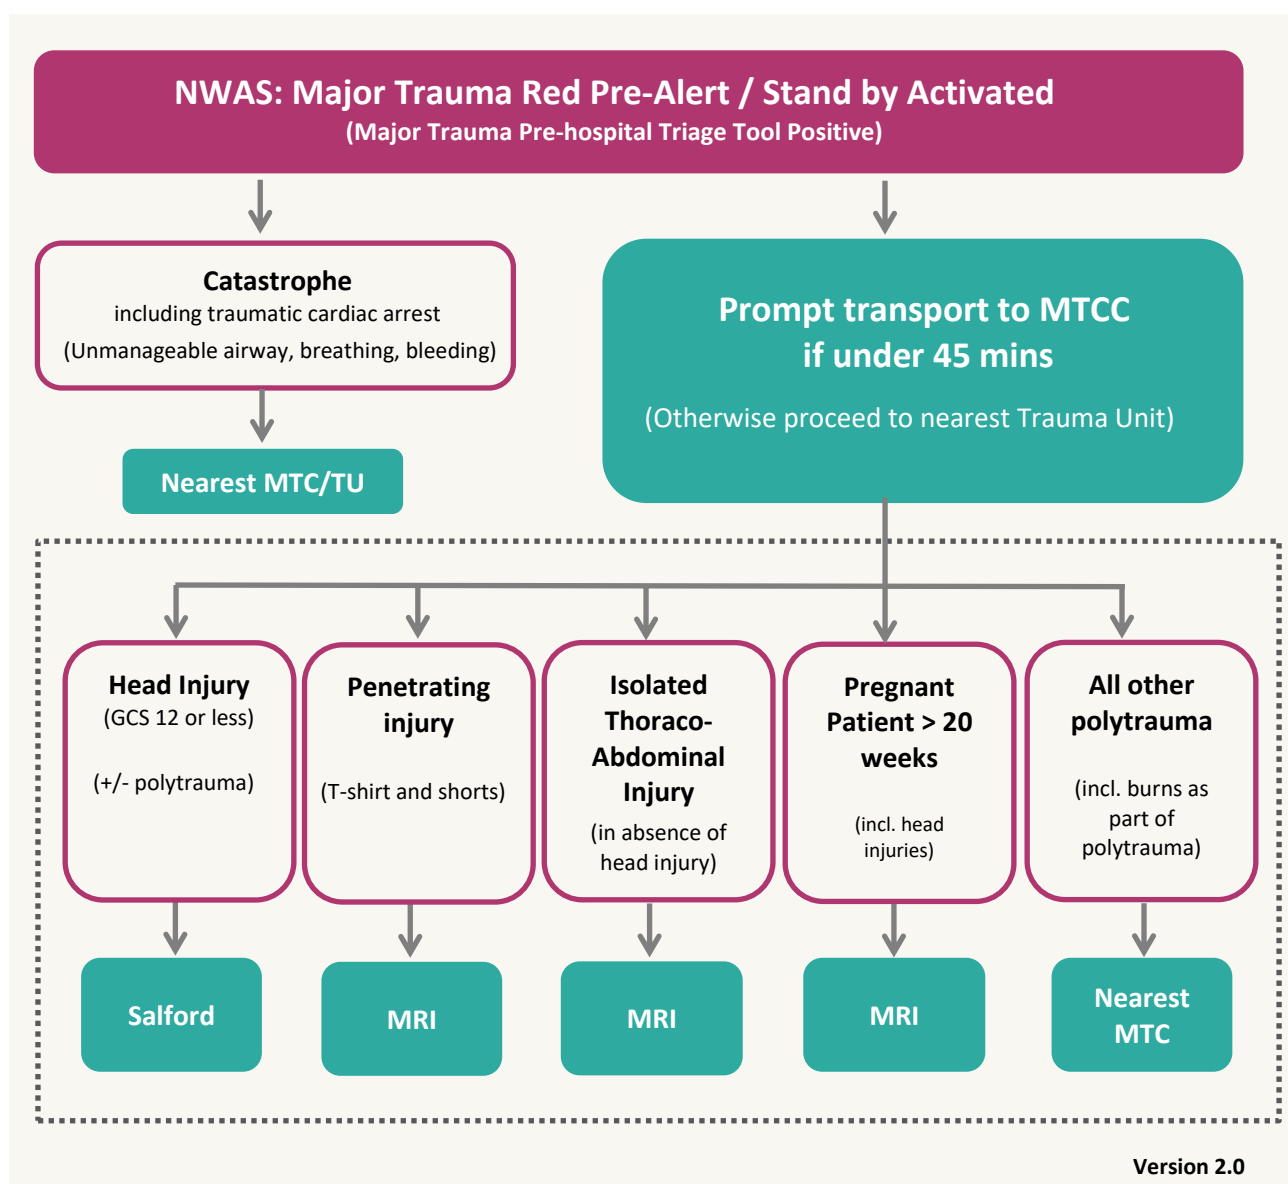 NWAS: Major Trauma Red Pre-Alert / Stand by Activated
(Major Trauma Pre-hospital Triage Tool Positive)
Catastrophe
including traumatic cardiac arrest
(Unmanageable airway, breathing, bleeding)
Nearest MTC/TU
Prompt transport to MTCC
if under 45 mins
(Otherwise proceed to nearest Trauma Unit)
Head Injury
(GCS 12 or less)
(+/- polytrauma)
Penetrating
injury
(T-shirt and shorts)
Isolated
Thoraco-
Abdominal
Injury
(in absence of
head injury)
Pregnant
Patient > 20
weeks
(incl. head
injuries)
All other
polytrauma
(incl. burns as
part of
polytrauma)
Salford
MRI
MRI
MRI
Nearest
MTC
Version 2.0